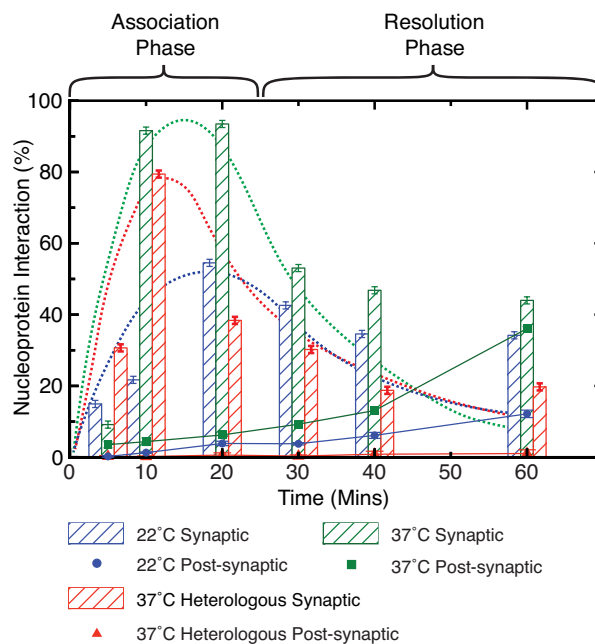 Association Phase
Resolution Phase
Nucleoprotein Interaction (%)
100
80
60
40
20
0
0 10 20 30 40 50 60
Time (Mins)
22°C Synaptic
37°C Synaptic
22°C Post-synaptic
37°C Post-synaptic
37°C Heterologous Synaptic
37°C Heterologous Post-synaptic